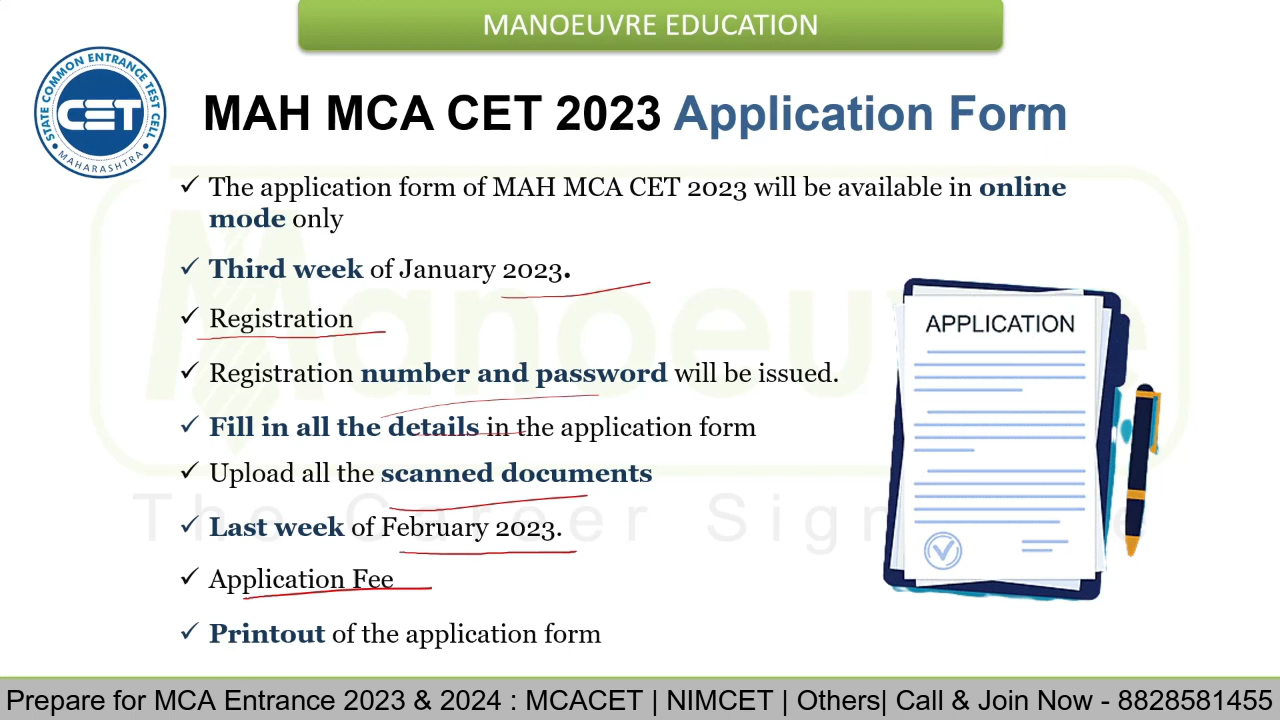 MANOEUVRE EDUCATION
STATE COMMON ENTRANCE TEST CELL
CET
MAHARASHTRA
MAH MCA CET 2023 Application Form
✓ The application form of MAH MCA CET 2023 will be available in online
mode only
✓ Third week of January 2023.
✓ Registration
✓ Registration number and password will be issued.
✓ Fill in all the details in the application form
✓ Upload all the scanned documents
✓ Last week of February 2023.
✓ Application Fee
✓ Printout of the application form
APPLICATION
Manoeuvre
The Career
Prepare for MCA Entrance 2023 & 2024 : MCACET | NIMCET | Others| Call & Join Now - 8828581455